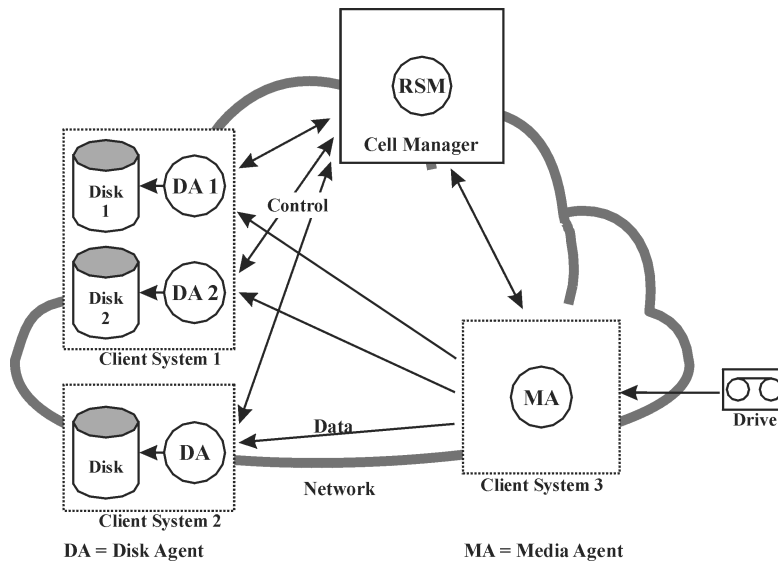 RSM
Cell Manager
Disk
1
DA 1
Control
Disk
2
DA 2
Client System 1
MA
Drive
Data
Disk
DA
Network
Client System 3
Client System 2
DA = Disk Agent
MA = Media Agent